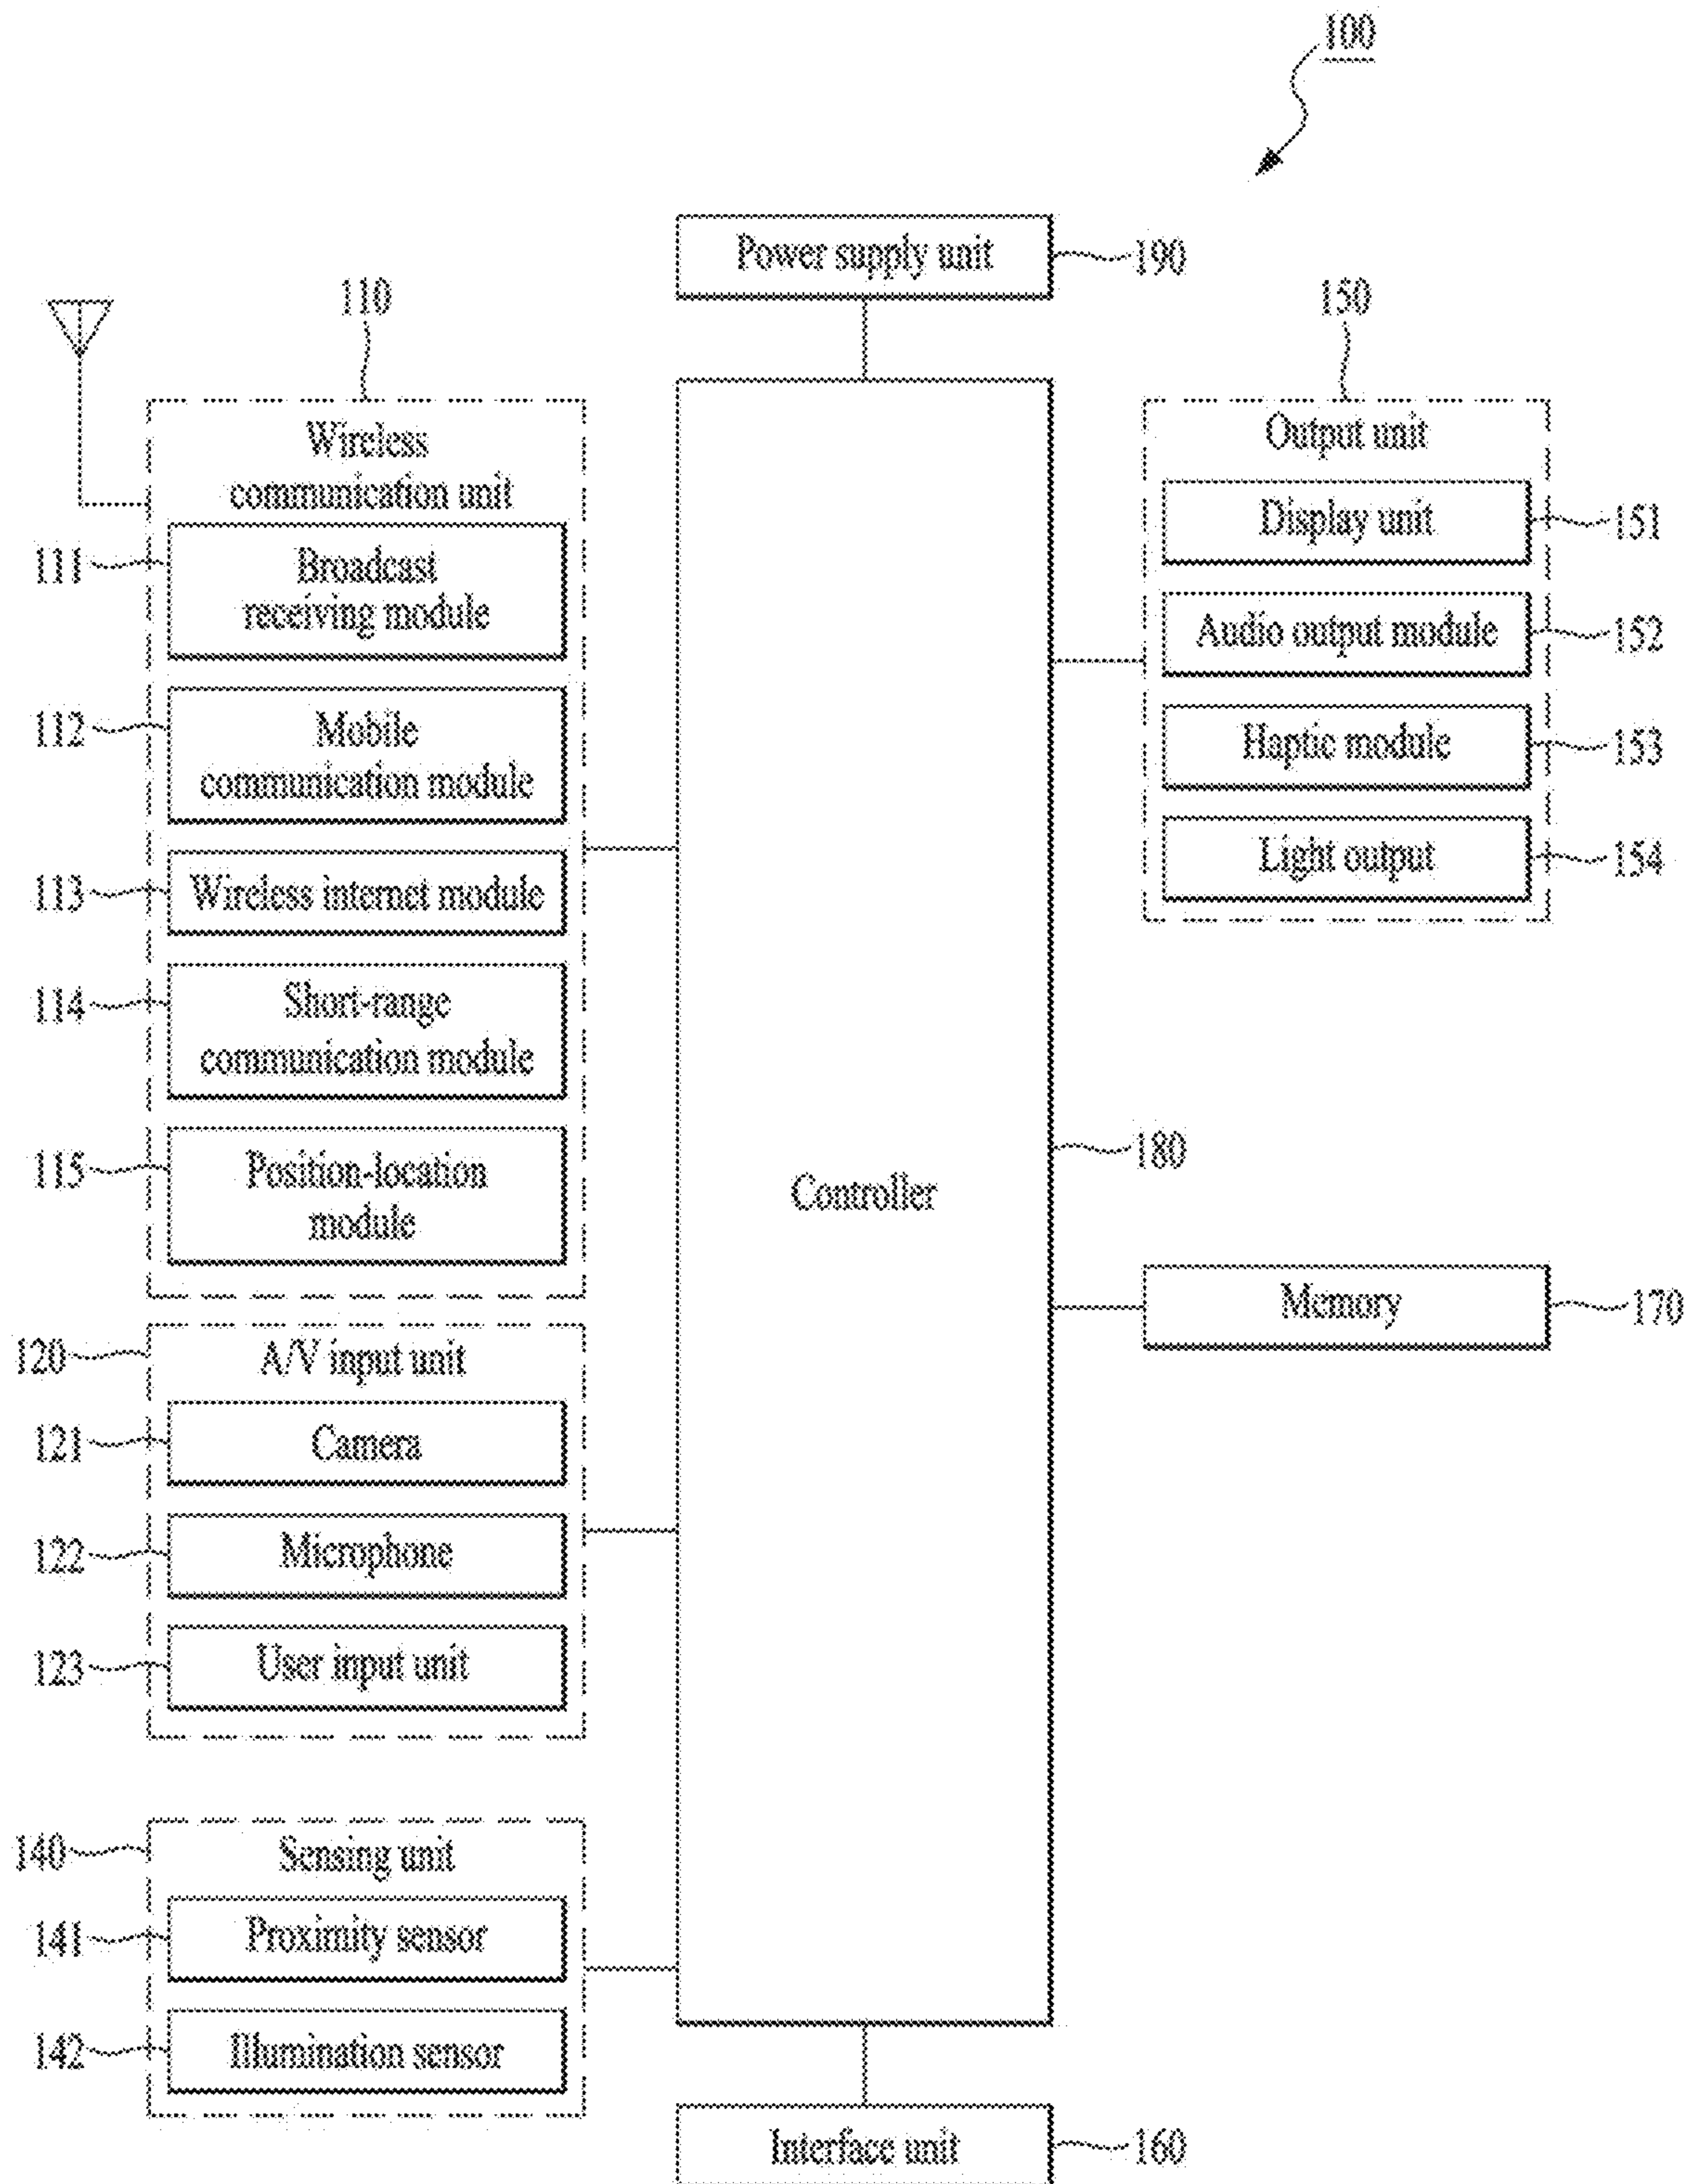 100
Power supply unit
190
110
150
Wireless
communication unit
111
Broadcast
receiving module
112
Mobile
communication module
113
Wireless internet module
114
Short-range
communication module
115
Position-location
module
Output unit
Display unit
151
Audio output module
152
Haptic module
153
Light output
154
Controller
180
Memory
170
120
A/V input unit
121
Camera
122
Microphone
123
User input unit
140
Sensing unit
141
Proximity sensor
142
Illumination sensor
Interface unit
160